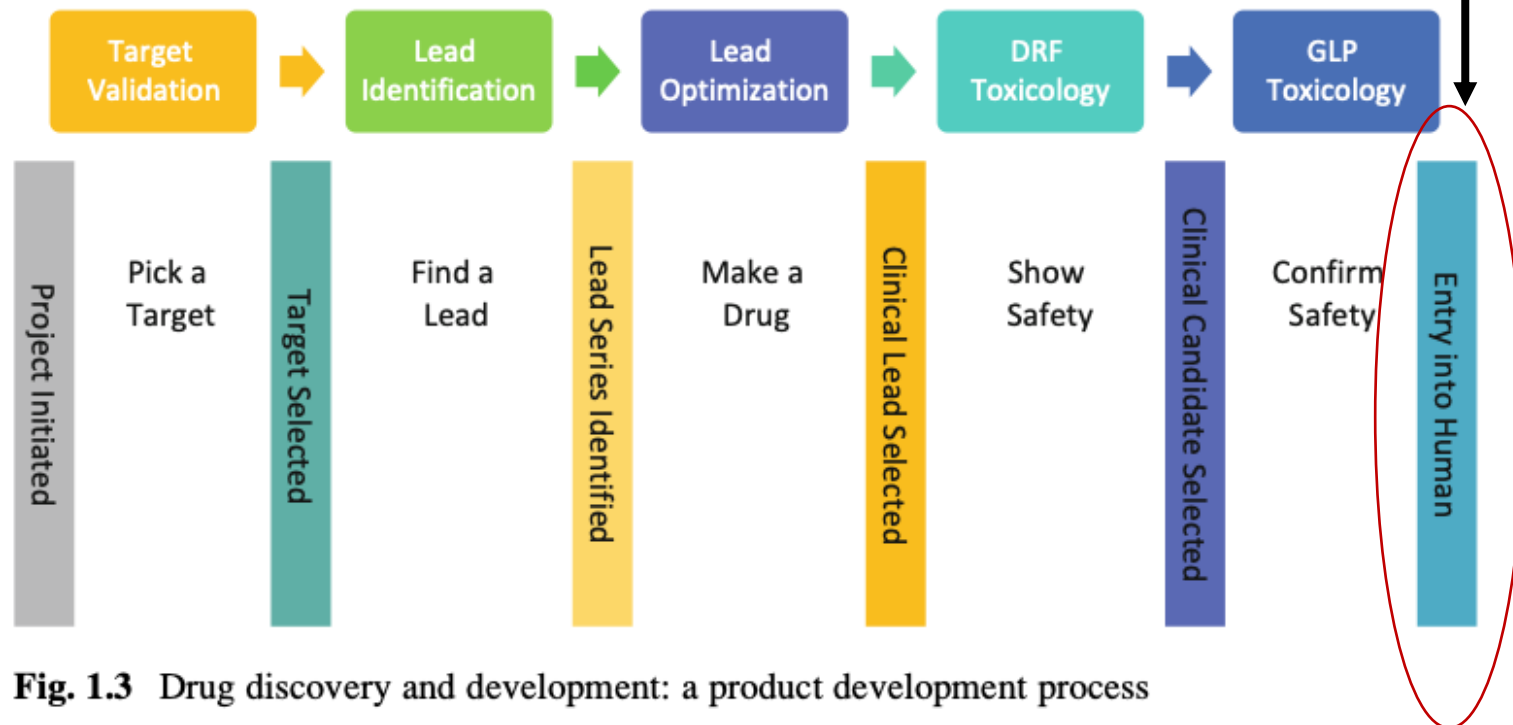 Target
Validation
Lead
Identification
Lead
Optimization
DRF
Toxicology
GLP
Toxicology
Project Initiated
Pick a
Target
Target Selected
Find a
Lead
Lead Series Identified
Make a
Drug
Clinical Lead Selected
Show
Safety
Clinical Candidate Selected
Confirm
Safety
Entry into Human
Fig. 1.3 Drug discovery and development: a product development process